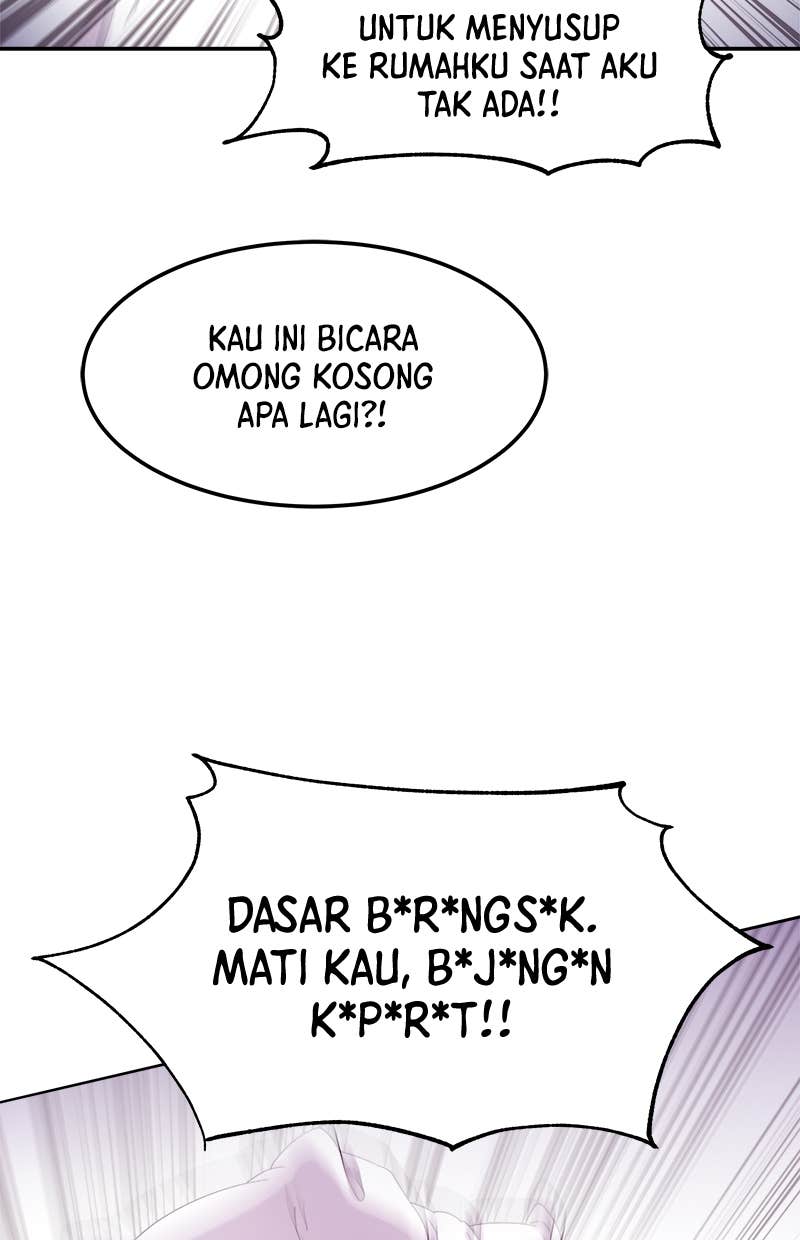 UNTUK MENYUSUP
KE RUMAHKU SAAT AKU
TAK ADA!!
KAU INI BICARA
OMONG KOSONG
APA LAGI?!
DASAR B*R*NGS*K.
MATI KAU, B*J*NG*N
K*P*R*T!!